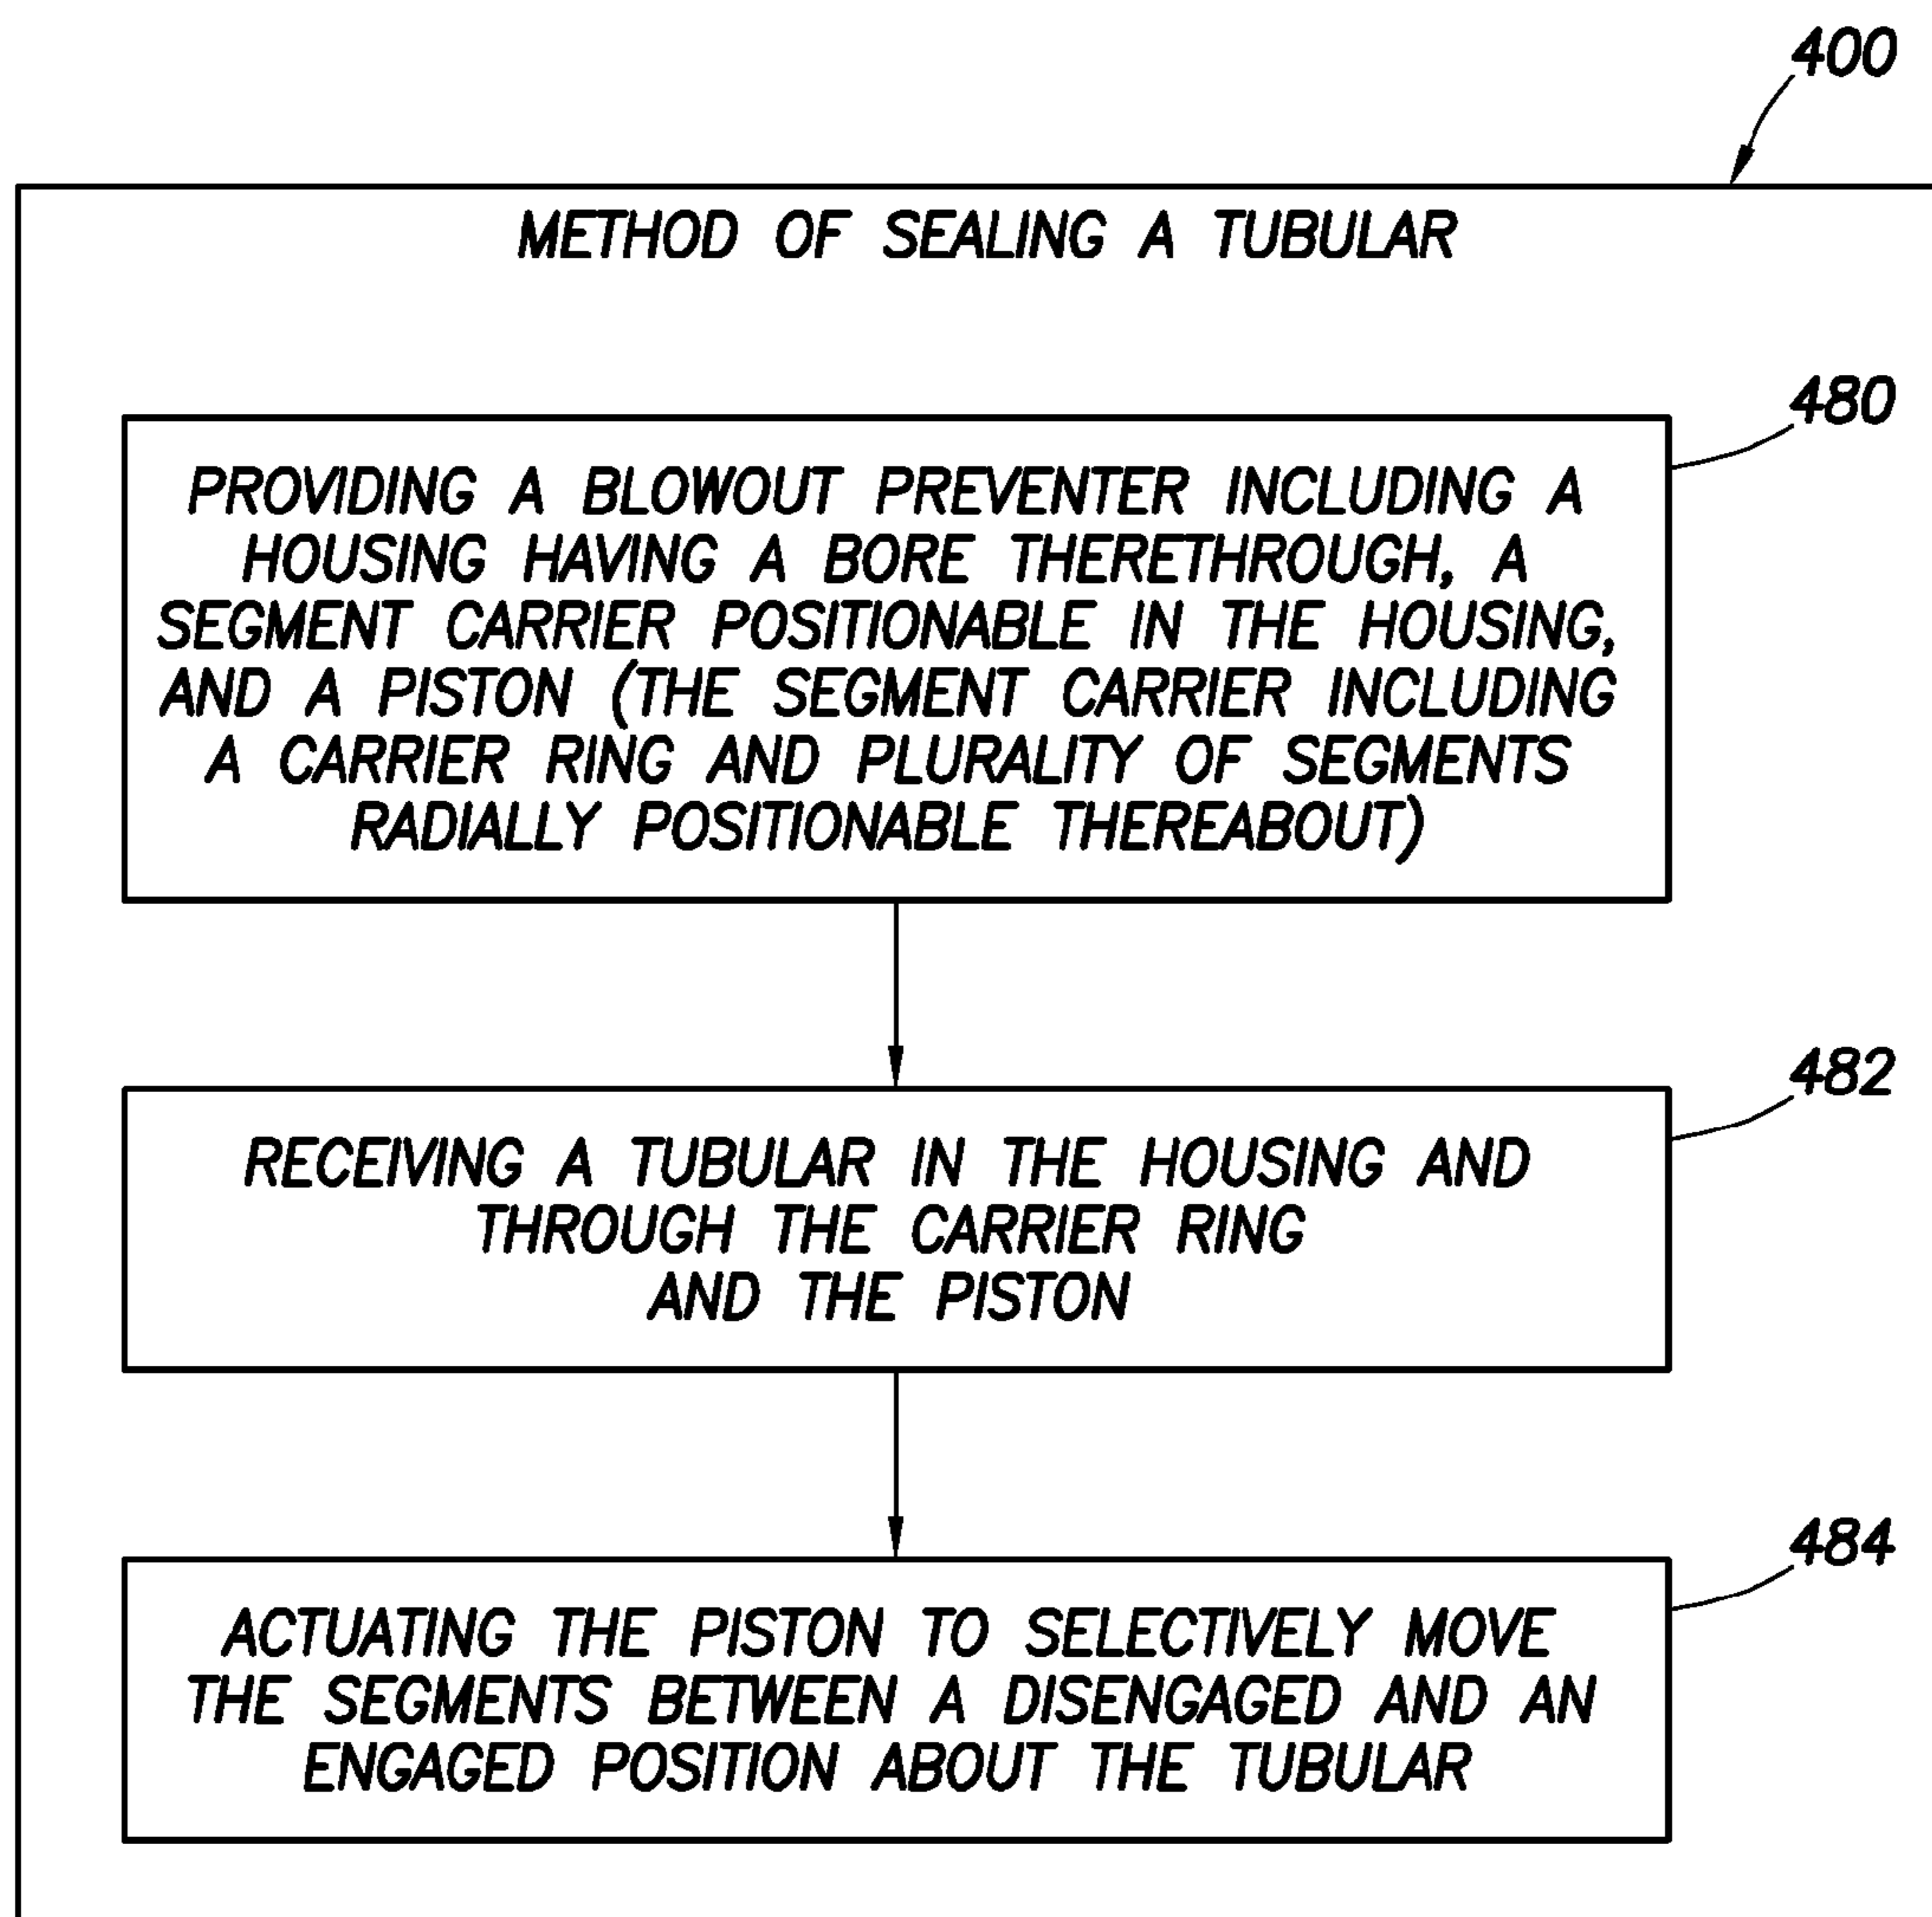 400
METHOD OF SEALING A TUBULAR
480
PROVIDING A BLOWOUT PREVENTER INCLUDING A
HOUSING HAVING A BORE THERETHROUGH, A
SEGMENT CARRIER POSITIONABLE IN THE HOUSING,
AND A PISTON (THE SEGMENT CARRIER INCLUDING
A CARRIER RING AND PLURALITY OF SEGMENTS
RADIALLY POSITIONABLE THEREABOUT)
482
RECEIVING A TUBULAR IN THE HOUSING AND
THROUGH THE CARRIER RING
AND THE PISTON
484
ACTUATING THE PISTON TO SELECTIVELY MOVE
THE SEGMENTS BETWEEN A DISENGAGED AND AN
ENGAGED POSITION ABOUT THE TUBULAR